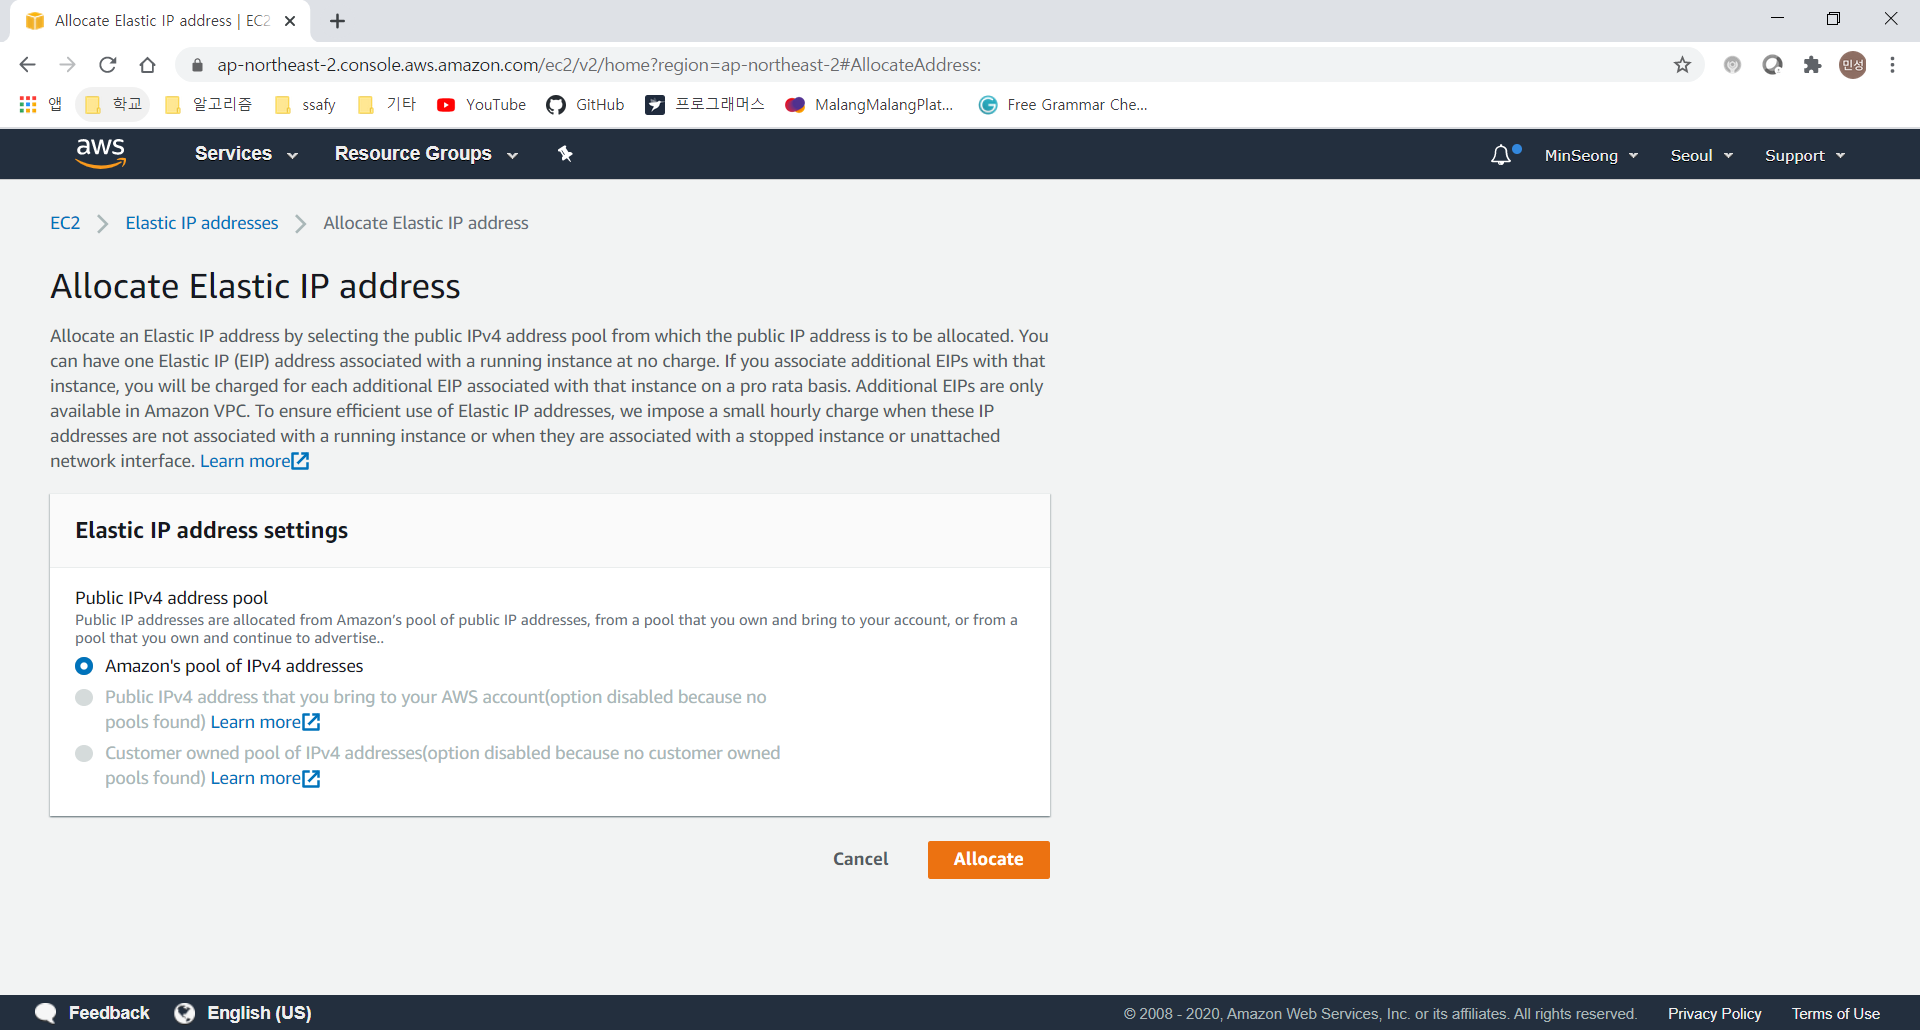 Allocate Elastic IP address | EC2
ap-northeast-2.console.aws.amazon.com/ec2/v2/home?region=ap-northeast-2#AllocateAddress:
민성
앱 학교 알고리즘 ssafy 기타 YouTube GitHub 프로그래머스 MalangMalangPlat... Free Grammar Che...
aws Services Resource Groups MinSeong Seoul Support
EC2 Elastic IP addresses Allocate Elastic IP address
Allocate Elastic IP address
Allocate an Elastic IP address by selecting the public IPv4 address pool from which the public IP address is to be allocated. You
can have one Elastic IP (EIP) address associated with a running instance at no charge. If you associate additional EIPs with that
instance, you will be charged for each additional EIP associated with that instance on a pro rata basis. Additional EIPs are only
available in Amazon VPC. To ensure efficient use of Elastic IP addresses, we impose a small hourly charge when these IP
addresses are not associated with a running instance or when they are associated with a stopped instance or unattached
network interface. Learn more
Elastic IP address settings
Public IPv4 address pool
Public IP addresses are allocated from Amazon's pool of public IP addresses, from a pool that you own and bring to your account, or from a
pool that you own and continue to advertise..
Amazon's pool of IPv4 addresses
Public IPv4 address that you bring to your AWS account(option disabled because no
pools found) Learn more
Customer owned pool of IPv4 addresses(option disabled because no customer owned
pools found) Learn more
Cancel Allocate
Feedback English (US) © 2008 - 2020, Amazon Web Services, Inc. or its affiliates. All rights reserved. Privacy Policy Terms of Use